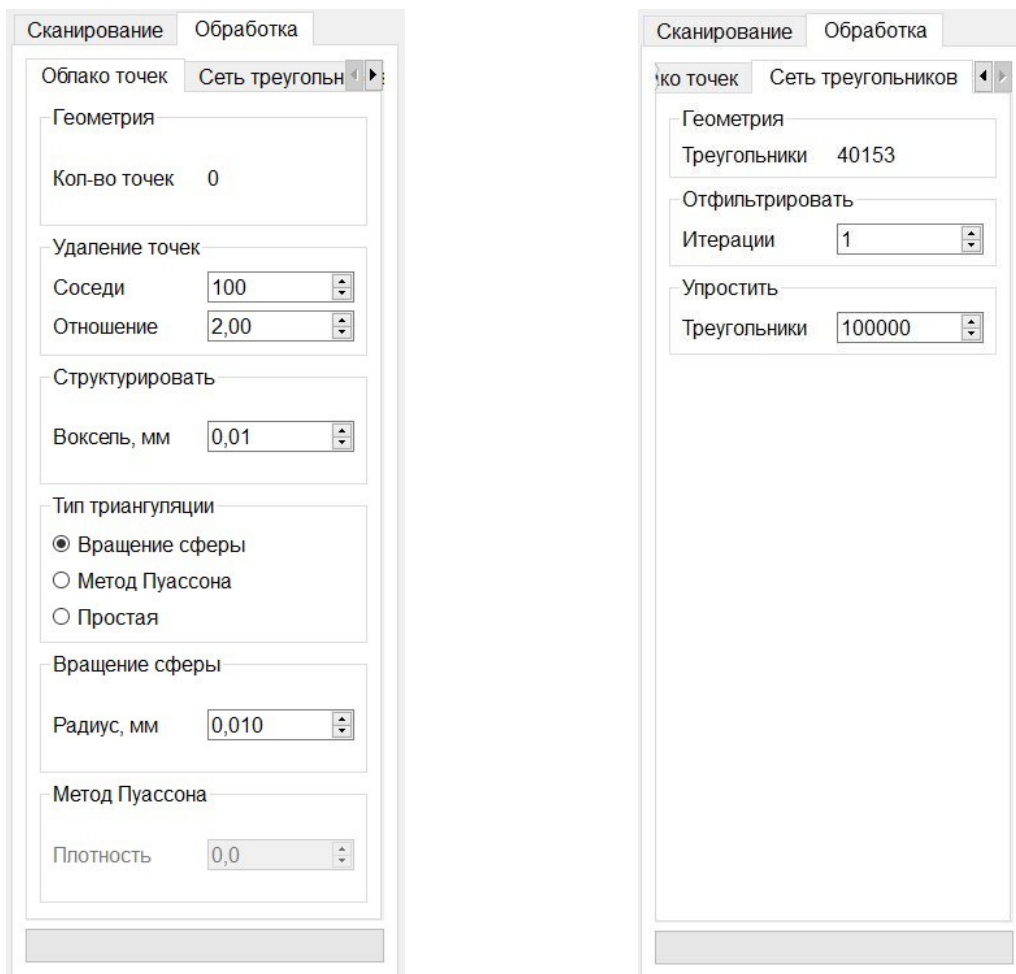 Сканирование Обработка
Облако точек Сеть треугольн
Геометрия
Кол-во точек 0
Удаление точек
Соседи 100
Отношение 2,00
Структурировать
Воксель, мм 0,01
Тип триангуляции
Вращение сферы
Метод Пуассона
Простая
Вращение сферы
Радиус, мм 0,010
Метод Пуассона
Плотность 0,0
Сканирование Обработка
ко точек Сеть треугольников
Геометрия
Треугольники 40153
Отфильтрировать
Итерации 1
Упростить
Треугольники 100000